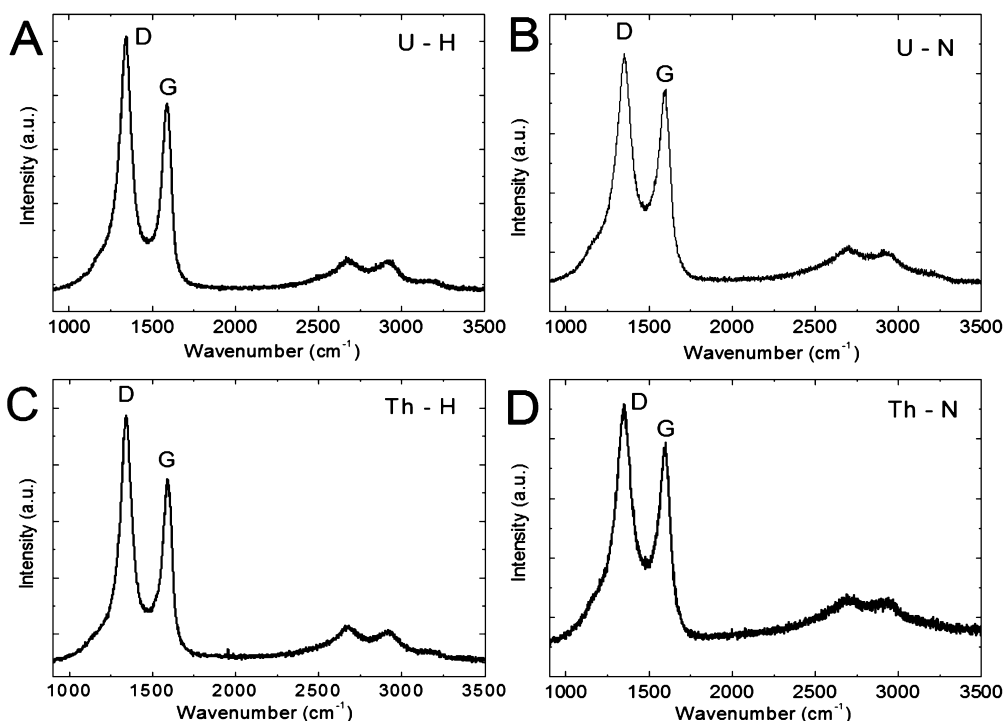 A
D
G
U - H
Intensity (a.u.)
1000 1500 2000 2500 3000 3500
Wavenumber (cm⁻¹)
B
D
G
U - N
Intensity (a.u.)
1000 1500 2000 2500 3000 3500
Wavenumber (cm⁻¹)
C
D
G
Th - H
Intensity (a.u.)
1000 1500 2000 2500 3000 3500
Wavenumber (cm⁻¹)
D
D
G
Th - N
Intensity (a.u.)
1000 1500 2000 2500 3000 3500
Wavenumber (cm⁻¹)